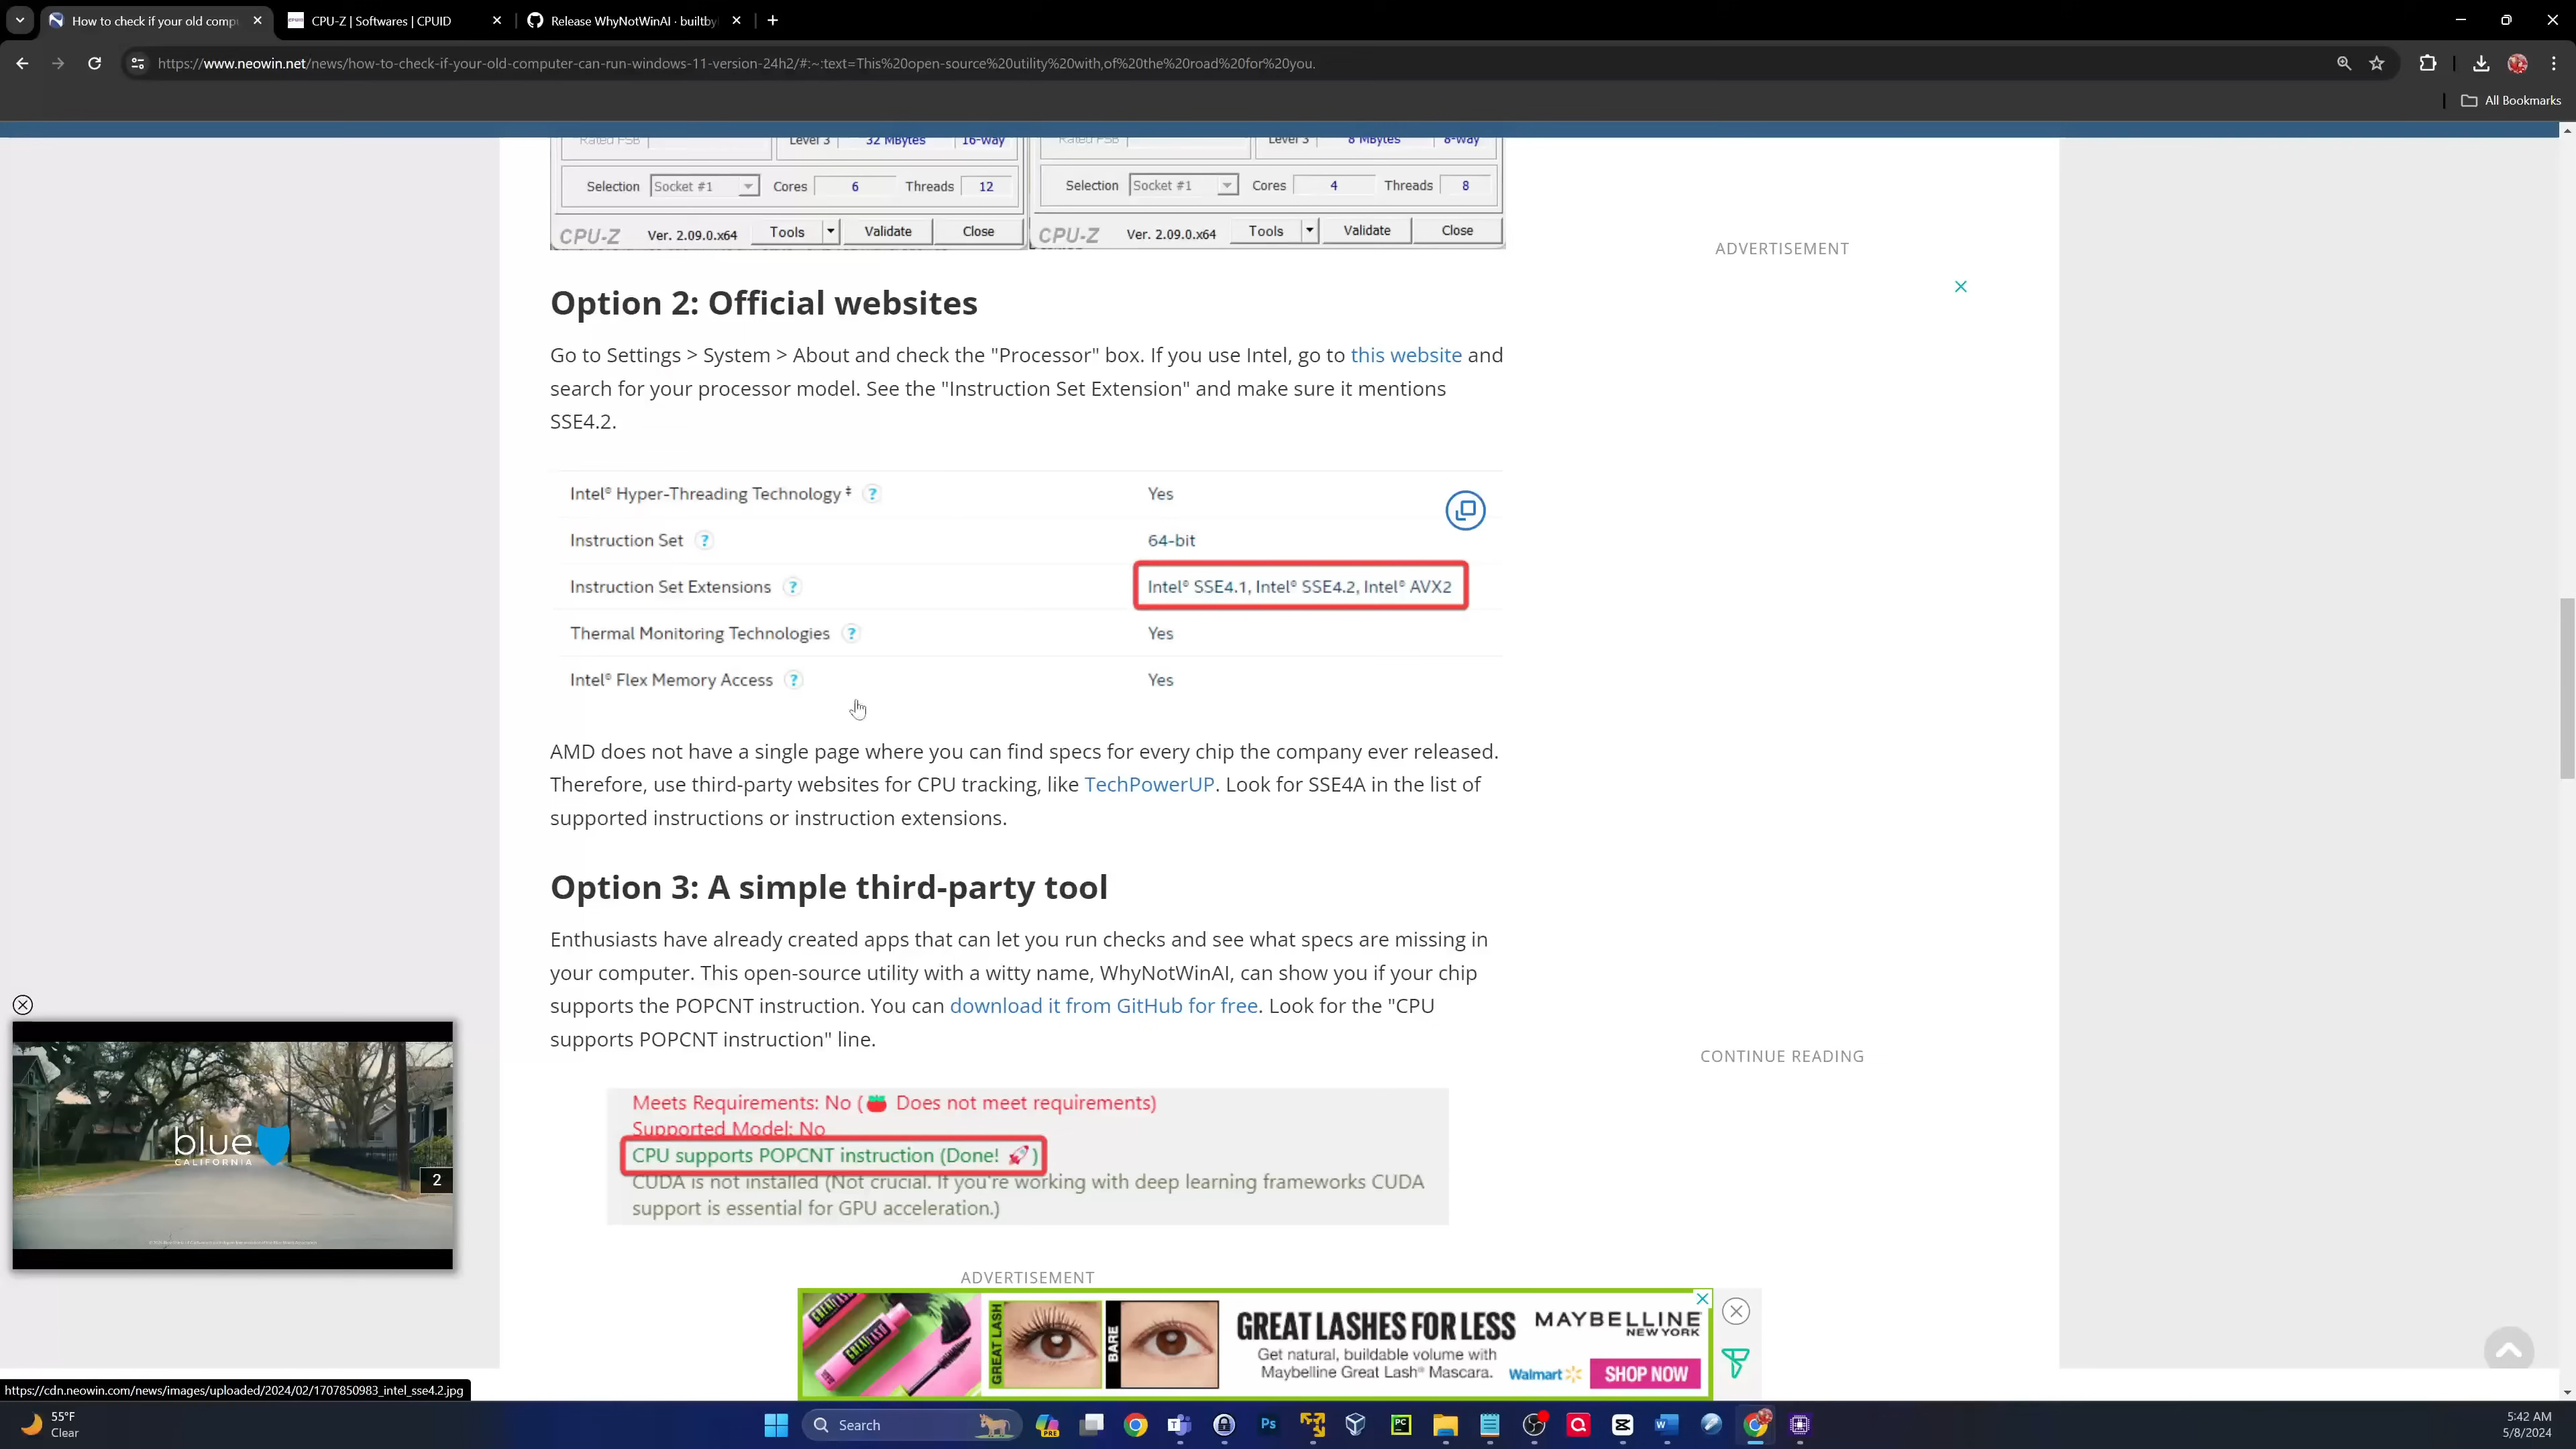 How to check if your old comp
CPU-Z | Softwares | CPUID
Release WhyNotWinAI · builtby
https://www.neowin.net/news/how-to-check-if-your-old-computer-can-run-windows-11-version-24h2/#:~:text=This%20open-source%20utility%20with,of%20the%20road%20for%20you.
All Bookmarks
Rated FSB Level 3 32 MBytes 16-way Rated FSB Level 3 8 MBytes 8-way
Selection Socket #1 Cores 6 Threads 12 Selection Socket #1 Cores 4 Threads 8
CPU-Z Ver. 2.09.0.x64 Tools Validate Close CPU-Z Ver. 2.09.0.x64 Tools Validate Close
ADVERTISEMENT
Option 2: Official websites
Go to Settings > System > About and check the "Processor" box. If you use Intel, go to this website and
search for your processor model. See the "Instruction Set Extension" and make sure it mentions
SSE4.2.
Intel® Hyper-Threading Technology ‡ ? Yes
Instruction Set ? 64-bit
Instruction Set Extensions ? Intel® SSE4.1, Intel® SSE4.2, Intel® AVX2
Thermal Monitoring Technologies ? Yes
Intel® Flex Memory Access ? Yes
AMD does not have a single page where you can find specs for every chip the company ever released.
Therefore, use third-party websites for CPU tracking, like TechPowerUP. Look for SSE4A in the list of
supported instructions or instruction extensions.
Option 3: A simple third-party tool
Enthusiasts have already created apps that can let you run checks and see what specs are missing in
your computer. This open-source utility with a witty name, WhyNotWinAI, can show you if your chip
supports the POPCNT instruction. You can download it from GitHub for free. Look for the "CPU
supports POPCNT instruction" line.
CONTINUE READING
Meets Requirements: No (🍅 Does not meet requirements)
Supported Model: No
CPU supports POPCNT instruction (Done! 🚀)
CUDA is not installed (Not crucial. If you're working with deep learning frameworks CUDA
support is essential for GPU acceleration.)
blue
CALIFORNIA
2
ADVERTISEMENT
GREAT LASH
BARE
GREAT LASHES FOR LESS
Get natural, buildable volume with
Maybelline Great Lash® Mascara.
MAYBELLINE
NEW YORK
Walmart
SHOP NOW
https://cdn.neowin.com/news/images/uploaded/2024/02/1707850983_intel_sse4.2.jpg
55°F
Clear
Search
PRE
Ps
PC
5:42 AM
5/8/2024